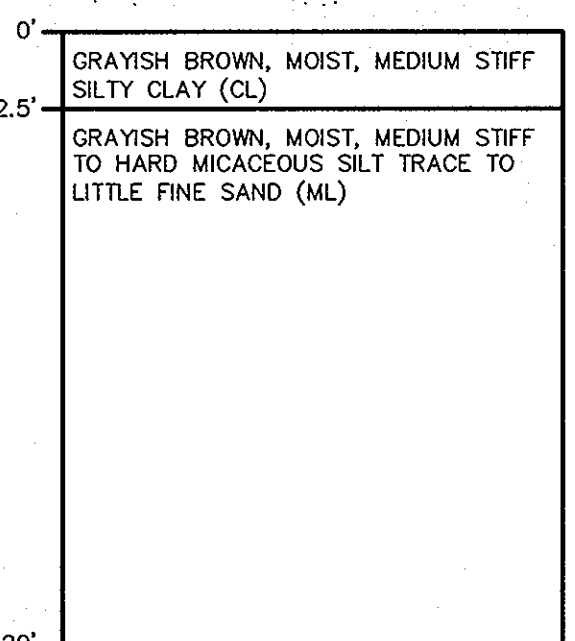 0'
GRAYISH BROWN, MOIST, MEDIUM STIFF
SILTY CLAY (CL)
2.5'
GRAYISH BROWN, MOIST, MEDIUM STIFF
TO HARD MICACEOUS SILT TRACE TO
LITTLE FINE SAND (ML)